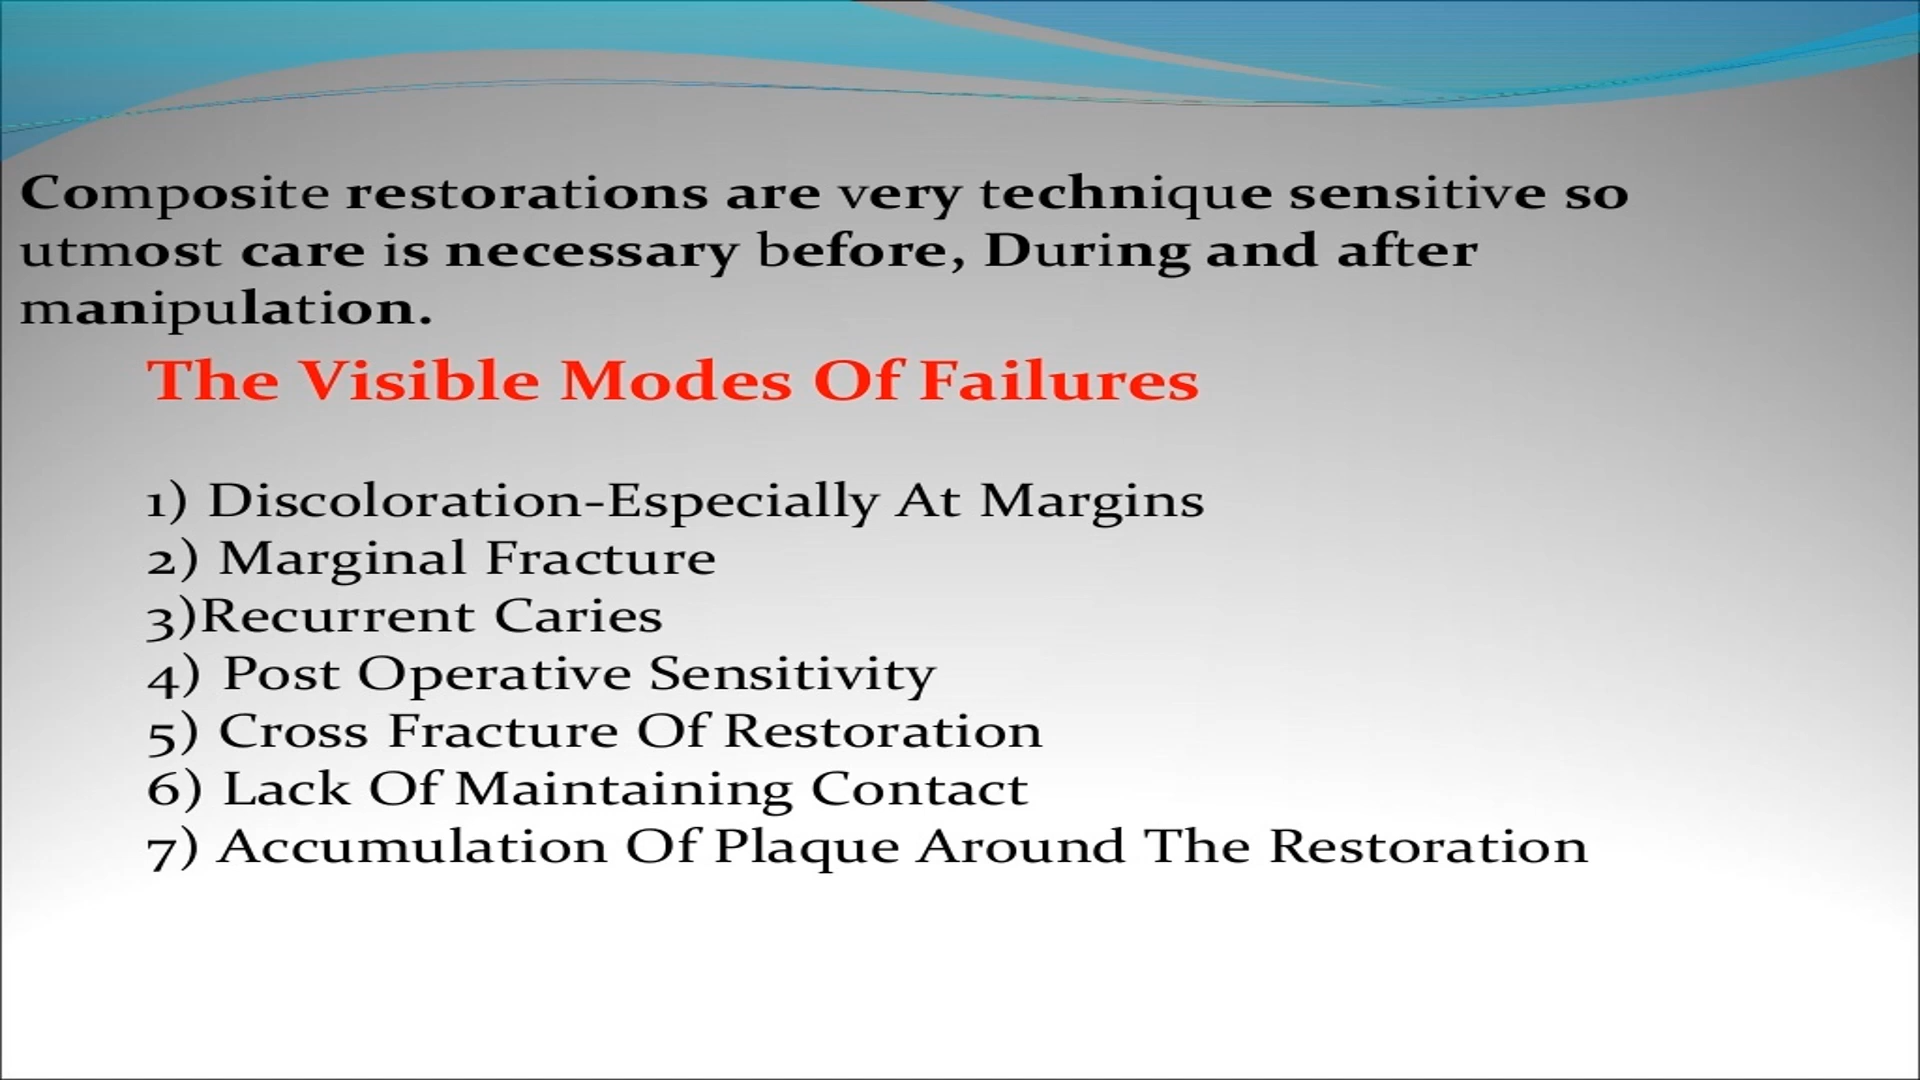 Composite restorations are very technique sensitive so
utmost care is necessary before, During and after
manipulation.
The Visible Modes Of Failures
1) Discoloration-Especially At Margins
2) Marginal Fracture
3)Recurrent Caries
4) Post Operative Sensitivity
5) Cross Fracture Of Restoration
6) Lack Of Maintaining Contact
7) Accumulation Of Plaque Around The Restoration